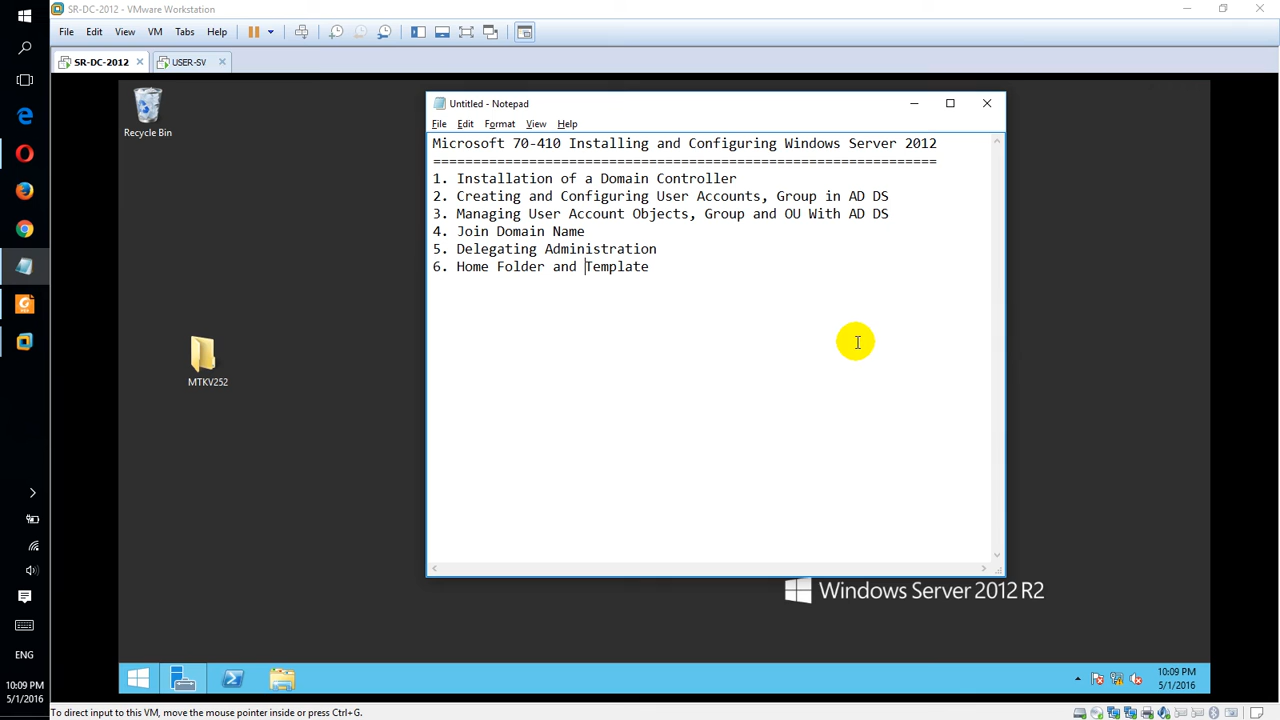 SR-DC-2012 - VMware Workstation
File Edit View VM Tabs Help
SR-DC-2012
USER-SV
Recycle Bin
Untitled - Notepad
File Edit Format View Help
Microsoft 70-410 Installing and Configuring Windows Server 2012
===============================================================
1. Installation of a Domain Controller
2. Creating and Configuring User Accounts, Group in AD DS
3. Managing User Account Objects, Group and OU With AD DS
4. Join Domain Name
5. Delegating Administration
6. Home Folder and Template
MTKV252
Windows Server 2012 R2
ENG
10:09 PM
5/1/2016
10:09 PM
5/1/2016
To direct input to this VM, move the mouse pointer inside or press Ctrl+G.